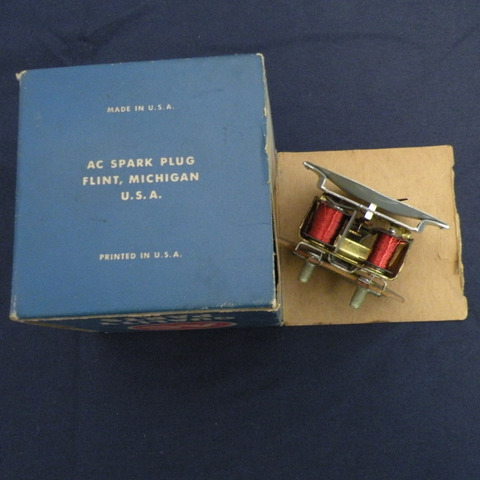 MADE IN U.S.A.
AC SPARK PLUG
FLINT, MICHIGAN
U.S.A.
PRINTED IN U.S.A.